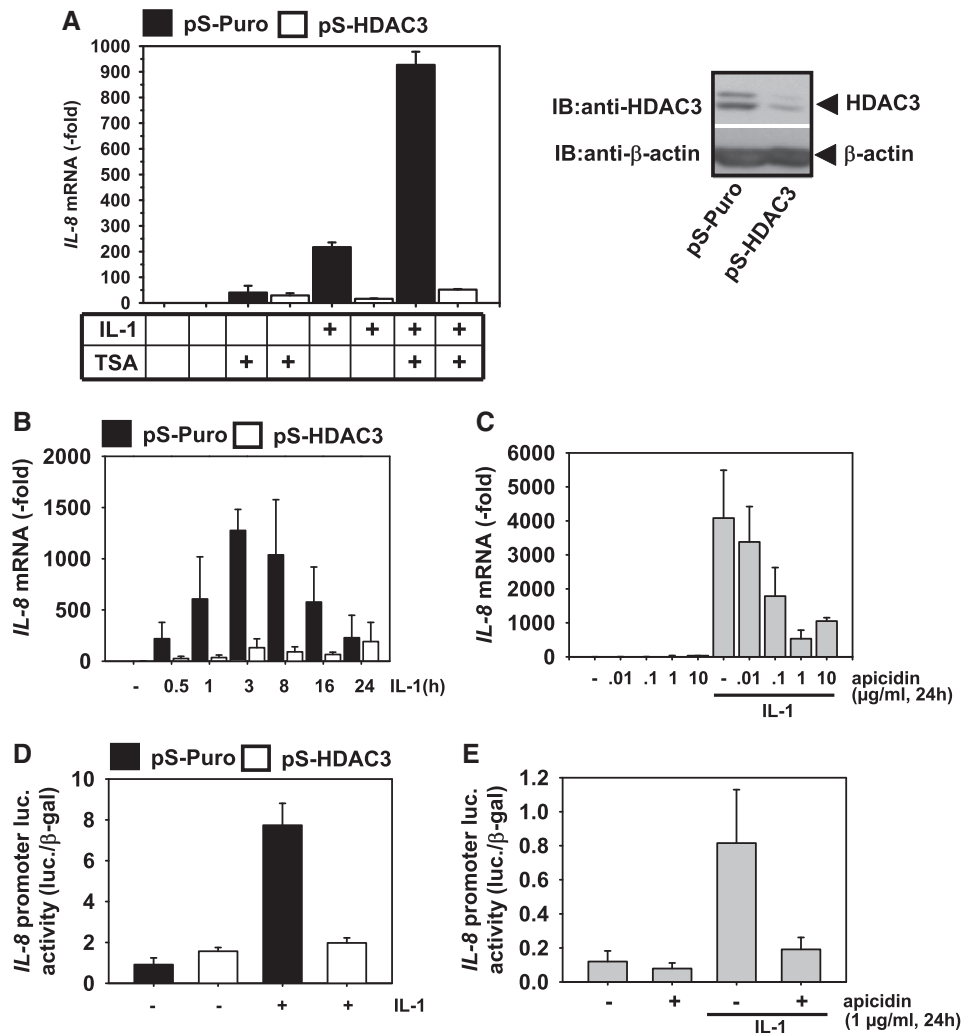 A
pS-Puro pS-HDAC3
IL-8 mRNA (-fold)
1000
900
800
700
600
500
400
300
200
100
0
IL-1 + + + +
TSA + + + +
IB:anti-HDAC3 HDAC3
IB:anti-β-actin β-actin
pS-Puro
pS-HDAC3
B
pS-Puro pS-HDAC3
IL-8 mRNA (-fold)
2000
1500
1000
500
0
- 0.5 1 3 8 16 24 IL-1(h)
C
IL-8 mRNA (-fold)
6000
5000
4000
3000
2000
1000
0
- .01 .1 1 10 - .01 .1 1 10 apicidin
(μg/ml, 24h)
IL-1
D
pS-Puro pS-HDAC3
IL-8 promoter luc.
activity (luc./β-gal)
10
8
6
4
2
0
- - + + IL-1
E
IL-8 promoter luc.
activity (luc./β-gal)
1.2
1.0
0.8
0.6
0.4
0.2
0.0
- + - + apicidin
(1 μg/ml, 24h)
IL-1